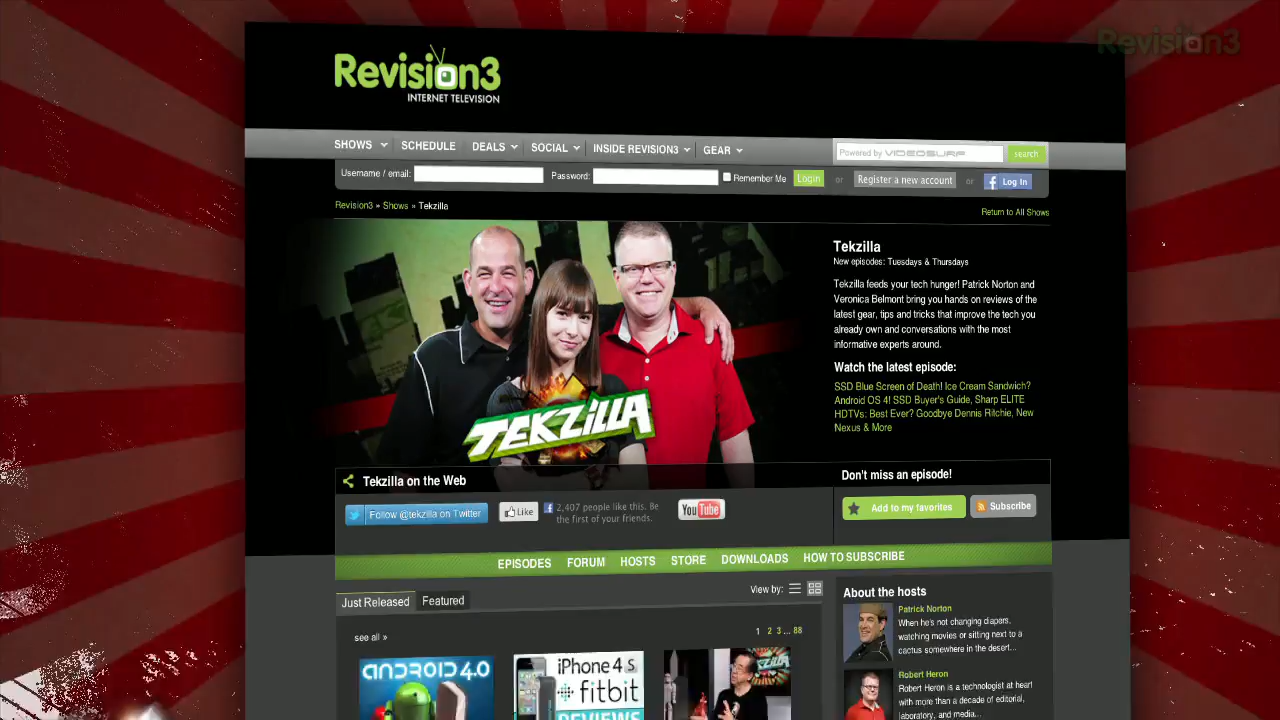 Revision3
Revision3
INTERNET TELEVISION
SHOWS SCHEDULE DEALS SOCIAL INSIDE REVISION3 GEAR
Powered by VIDEOSURF search
Username / email: Password: Remember Me Login or Register a new account or f Log In
Revision3 » Shows » Tekzilla
Return to All Shows
Tekzilla
New episodes: Tuesdays & Thursdays
Tekzilla feeds your tech hunger! Patrick Norton and
Veronica Belmont bring you hands on reviews of the
latest gear, tips and tricks that improve the tech you
already own and conversations with the most
informative experts around.
Watch the latest episode:
SSD Blue Screen of Death! Ice Cream Sandwich?
Android OS 4! SSD Buyer's Guide, Sharp ELITE
HDTVs: Best Ever? Goodbye Dennis Ritchie, New
Nexus & More
TEKZILLA
Tekzilla on the Web
Don't miss an episode!
Follow @tekzilla on Twitter
Like
f 2,407 people like this. Be
the first of your friends.
YouTube
Add to my favorites
Subscribe
EPISODES FORUM HOSTS STORE DOWNLOADS HOW TO SUBSCRIBE
Just Released Featured
View by:
see all »
1 2 3 ... 88
ANDROID 4.0
iPhone 4S
fitbit
REVIEWS
TEKZILLA
About the hosts
Patrick Norton
When he's not changing diapers,
watching movies or sitting next to a
cactus somewhere in the desert...
Robert Heron
Robert Heron is a technologist at heart
with more than a decade of editorial,
laboratory, and media...